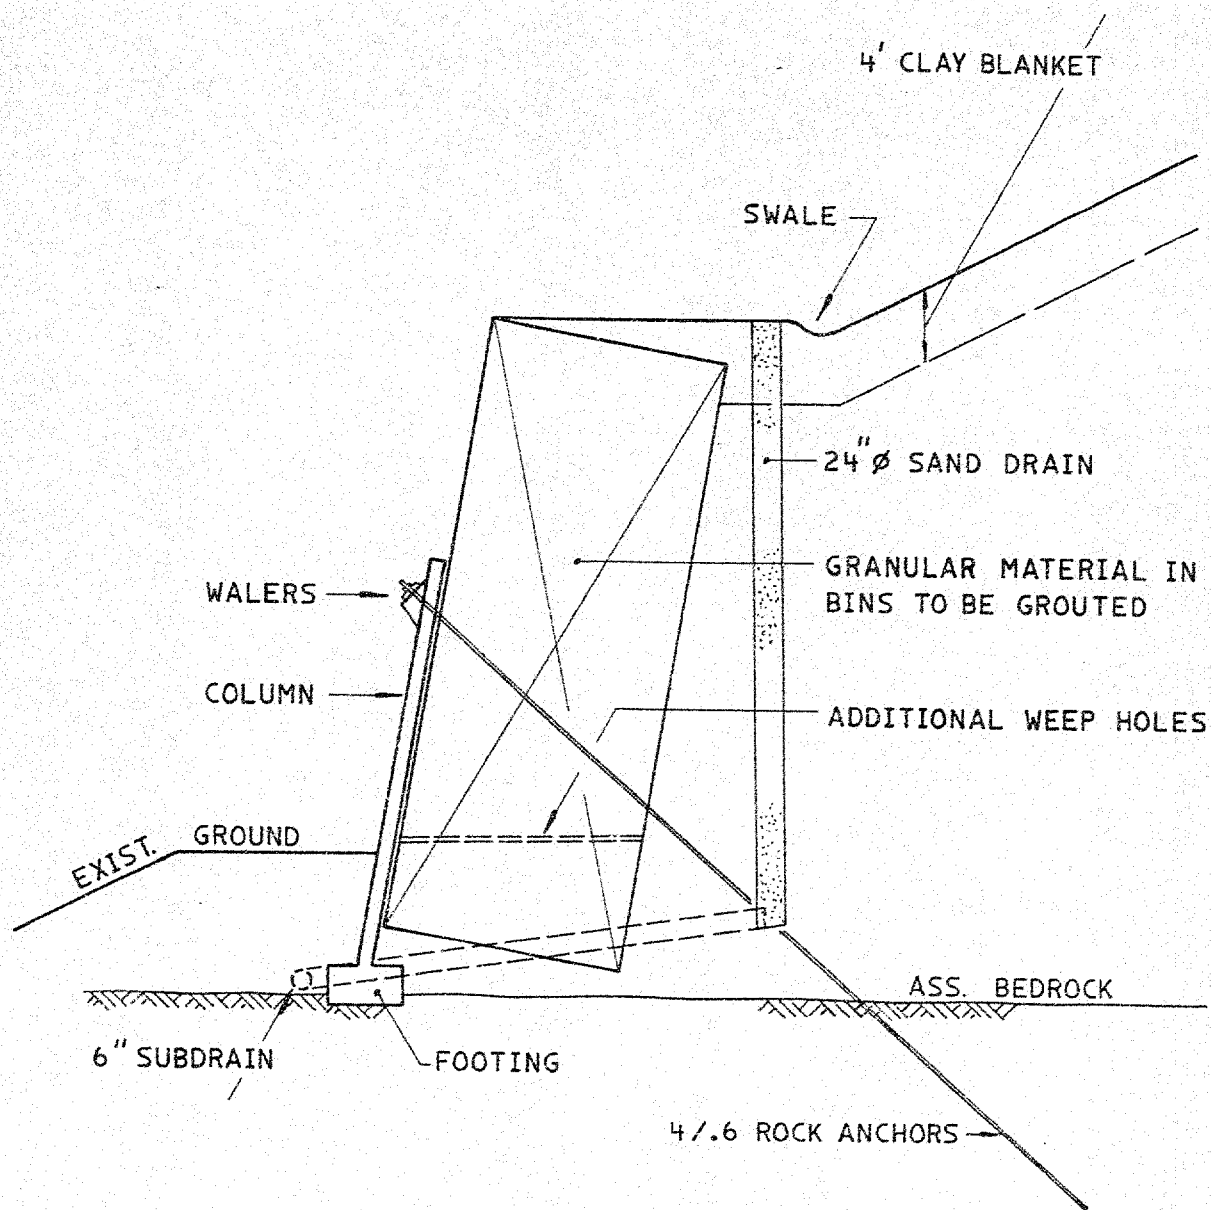 4' CLAY BLANKET
SWALE
24"Ø SAND DRAIN
GRANULAR MATERIAL IN
BINS TO BE GROUTED
WALERS
COLUMN
ADDITIONAL WEEP HOLES
GROUND
EXIST.
ASS. BEDROCK
6" SUBDRAIN
FOOTING
4/.6 ROCK ANCHORS